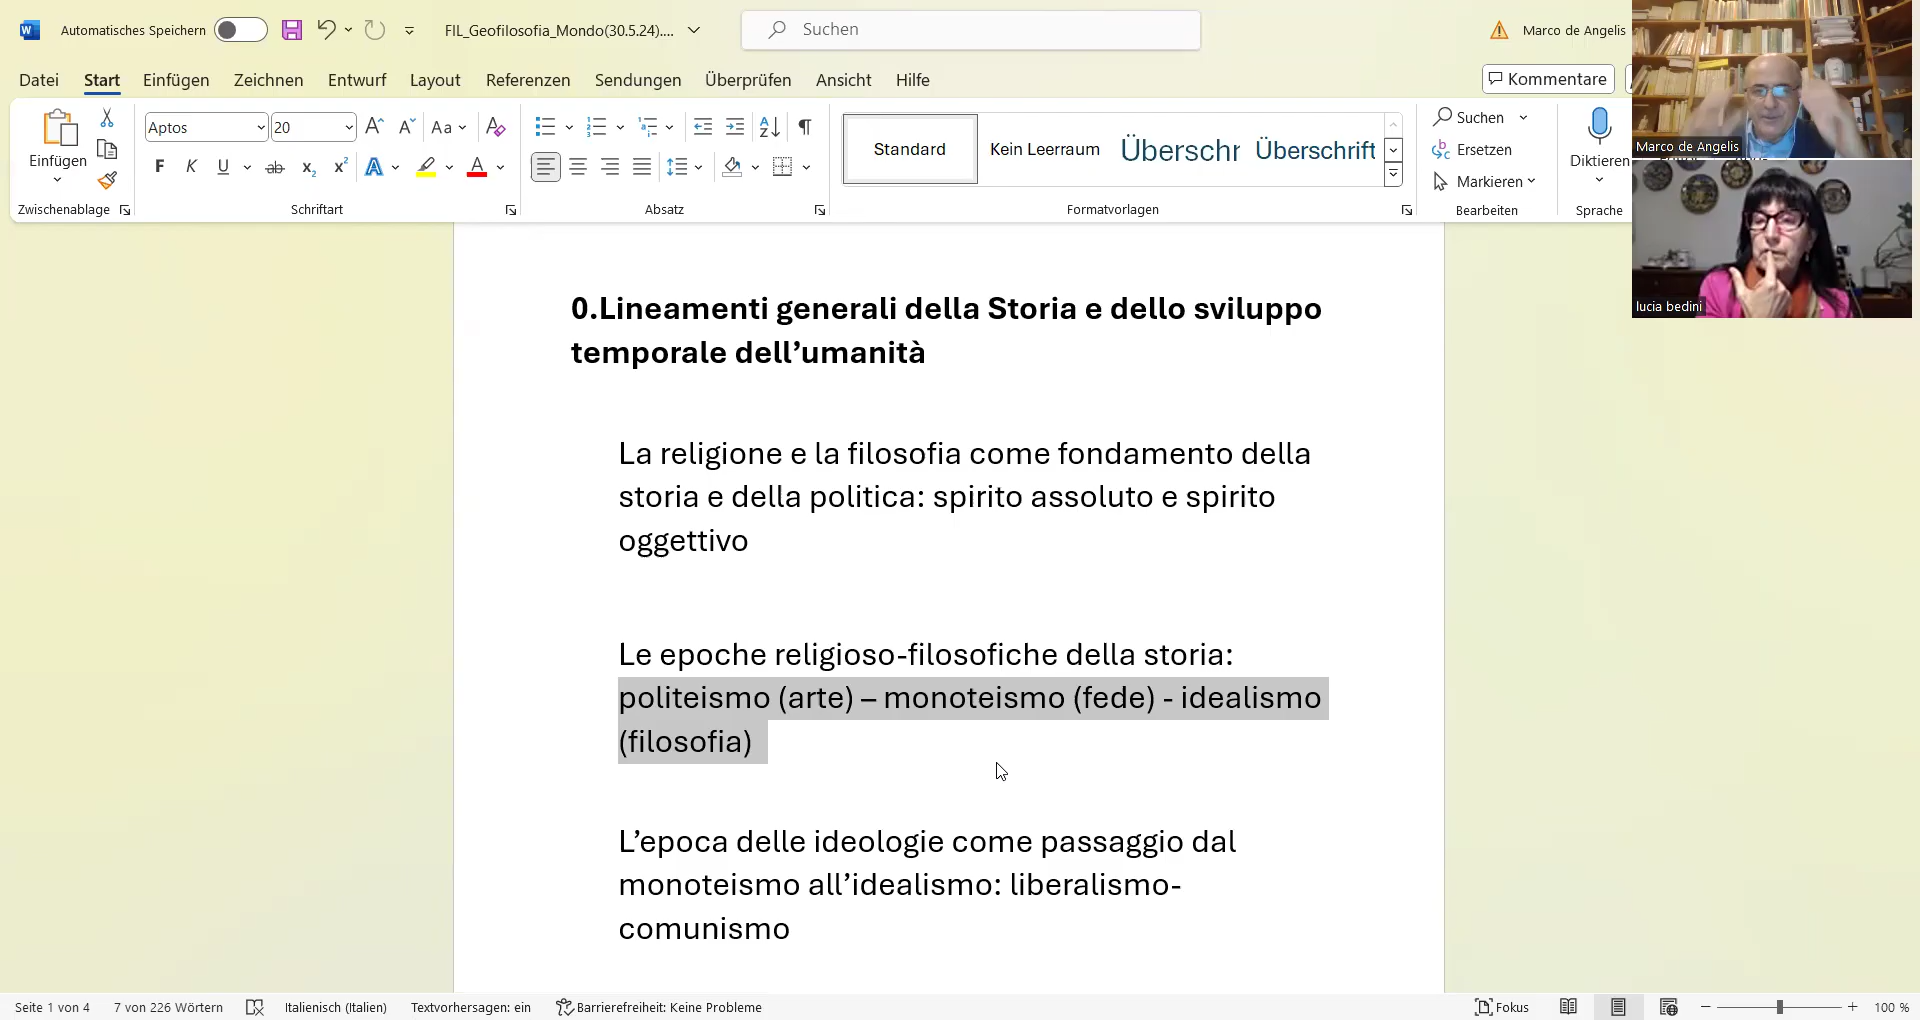 Automatisches Speichern
FIL_Geofilosofia_Mondo(30.5.24)....
Suchen
Marco de Angelis
Datei Start Einfügen Zeichnen Entwurf Layout Referenzen Sendungen Überprüfen Ansicht Hilfe
Kommentare
Einfügen
Aptos 20
Standard Kein Leerraum Überschr Überschrift
Suchen
Ersetzen
Markieren
Diktieren
Zwischenablage Schriftart Absatz Formatvorlagen Bearbeiten Sprache
Marco de Angelis
lucia bedini
0.Lineamenti generali della Storia e dello sviluppo
temporale dell’umanità
La religione e la filosofia come fondamento della
storia e della politica: spirito assoluto e spirito
oggettivo
Le epoche religioso-filosofiche della storia:
politeismo (arte) – monoteismo (fede) - idealismo
(filosofia)
L’epoca delle ideologie come passaggio dal
monoteismo all’idealismo: liberalismo-
comunismo
Seite 1 von 4 7 von 226 Wörtern Italienisch (Italien) Textvorhersagen: ein Barrierefreiheit: Keine Probleme Fokus 100 %